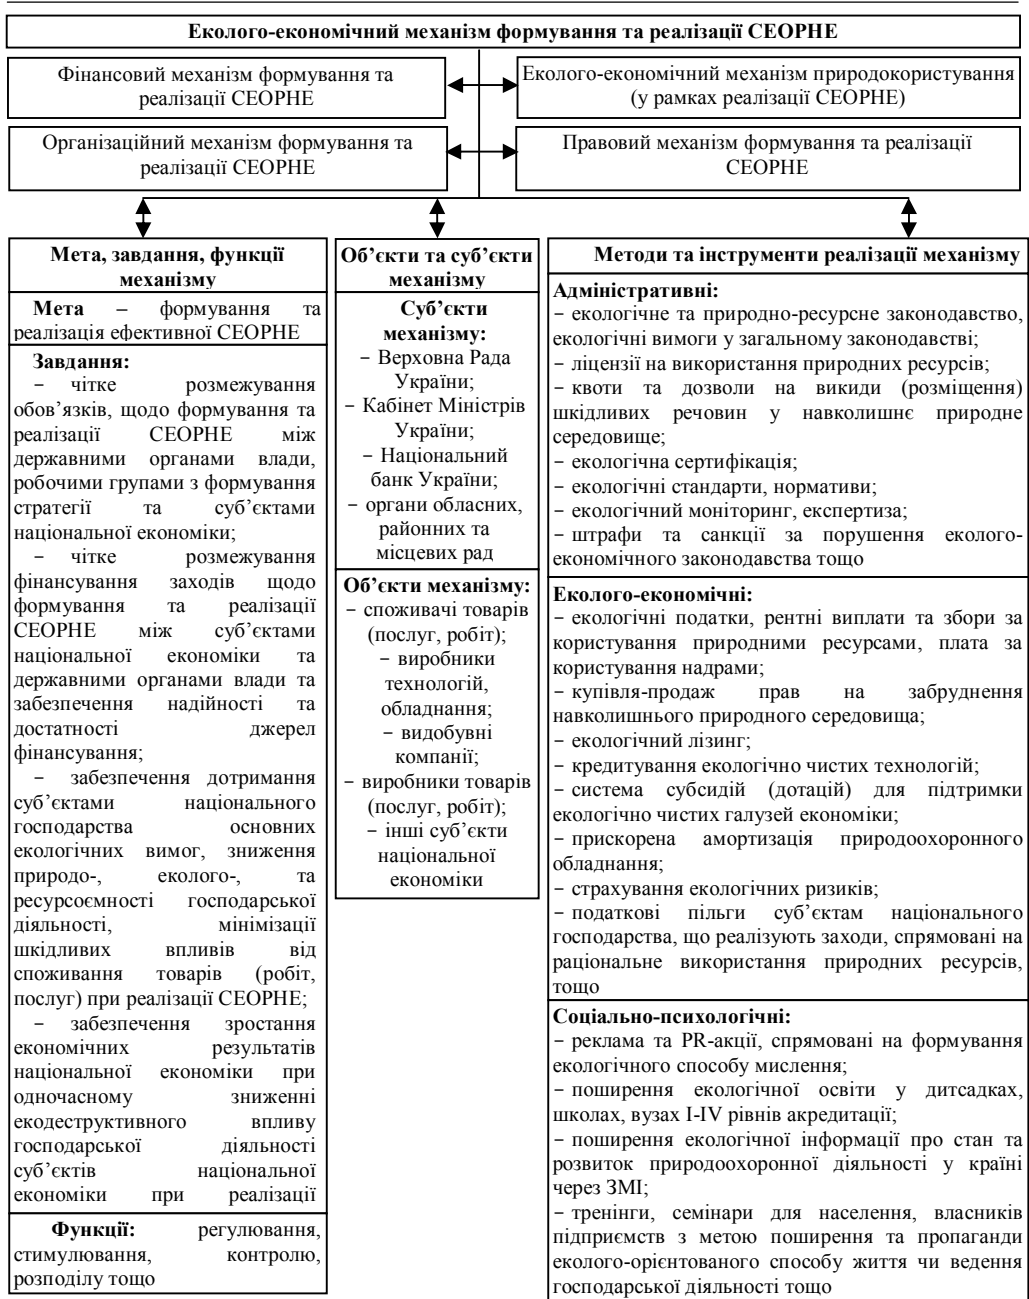 Еколого-економічний механізм формування та реалізації СЕОРНЕ
Фінансовий механізм формування та
реалізації СЕОРНЕ
Еколого-економічний механізм природокористування
(у рамках реалізації СЕОРНЕ)
Організаційний механізм формування та
реалізації СЕОРНЕ
Правовий механізм формування та реалізації
СЕОРНЕ
Мета, завдання, функції
механізму
Мета – формування та
реалізація ефективної СЕОРНЕ
Завдання:
− чітке розмежування
обов’язків, щодо формування та
реалізації СЕОРНЕ між
державними органами влади,
робочими групами з формування
стратегії та суб’єктами
національної економіки;
− чітке розмежування
фінансування заходів щодо
формування та реалізації
СЕОРНЕ між суб’єктами
національної економіки та
державними органами влади та
забезпечення надійності та
достатності джерел
фінансування;
− забезпечення дотримання
суб’єктами національного
господарства основних
екологічних вимог, зниження
природо-, еколого-, та
ресурсоємності господарської
діяльності, мінімізації
шкідливих впливів від
споживання товарів (робіт,
послуг) при реалізації СЕОРНЕ;
− забезпечення зростання
економічних результатів
національної економіки при
одночасному зниженні
екодеструктивного впливу
господарської діяльності
суб’єктів національної
економіки при реалізації
Функції: регулювання,
стимулювання, контролю,
розподілу тощо
Об’єкти та суб’єкти
механізму
Суб’єкти
механізму:
− Верховна Рада
України;
− Кабінет Міністрів
України;
− Національний
банк України;
− органи обласних,
районних та
місцевих рад
Об’єкти механізму:
− споживачі товарів
(послуг, робіт);
− виробники
технологій,
обладнання;
− видобувні
компанії;
− виробники товарів
(послуг, робіт);
− інші суб’єкти
національної
економіки
Методи та інструменти реалізації механізму
Адміністративні:
− екологічне та природно-ресурсне законодавство,
екологічні вимоги у загальному законодавстві;
− ліцензії на використання природних ресурсів;
− квоти та дозволи на викиди (розміщення)
шкідливих речовин у навколишнє природне
середовище;
− екологічна сертифікація;
− екологічні стандарти, нормативи;
− екологічний моніторинг, експертиза;
− штрафи та санкції за порушення еколого-
економічного законодавства тощо
Еколого-економічні:
− екологічні податки, рентні виплати та збори за
користування природними ресурсами, плата за
користування надрами;
− купівля-продаж прав на забруднення
навколишнього природного середовища;
− екологічний лізинг;
− кредитування екологічно чистих технологій;
− система субсидій (дотацій) для підтримки
екологічно чистих галузей економіки;
− прискорена амортизація природоохоронного
обладнання;
− страхування екологічних ризиків;
− податкові пільги суб’єктам національного
господарства, що реалізують заходи, спрямовані на
раціональне використання природних ресурсів,
тощо
Соціально-психологічні:
− реклама та PR-акції, спрямовані на формування
екологічного способу мислення;
− поширення екологічної освіти у дитсадках,
школах, вузах І-ІV рівнів акредитації;
− поширення екологічної інформації про стан та
розвиток природоохоронної діяльності у країні
через ЗМІ;
− тренінги, семінари для населення, власників
підприємств з метою поширення та пропаганди
еколого-орієнтованого способу життя чи ведення
господарської діяльності тощо